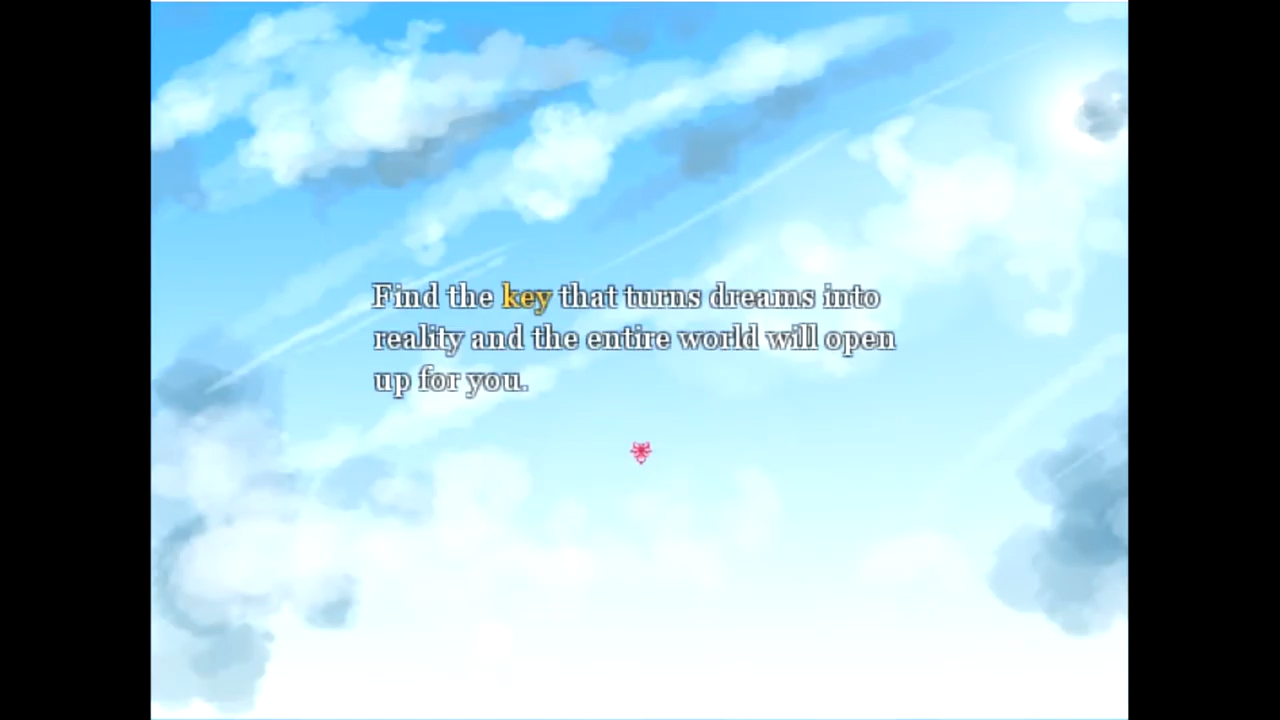 Find the key that turns dreams into
reality and the entire world will open
up for you.